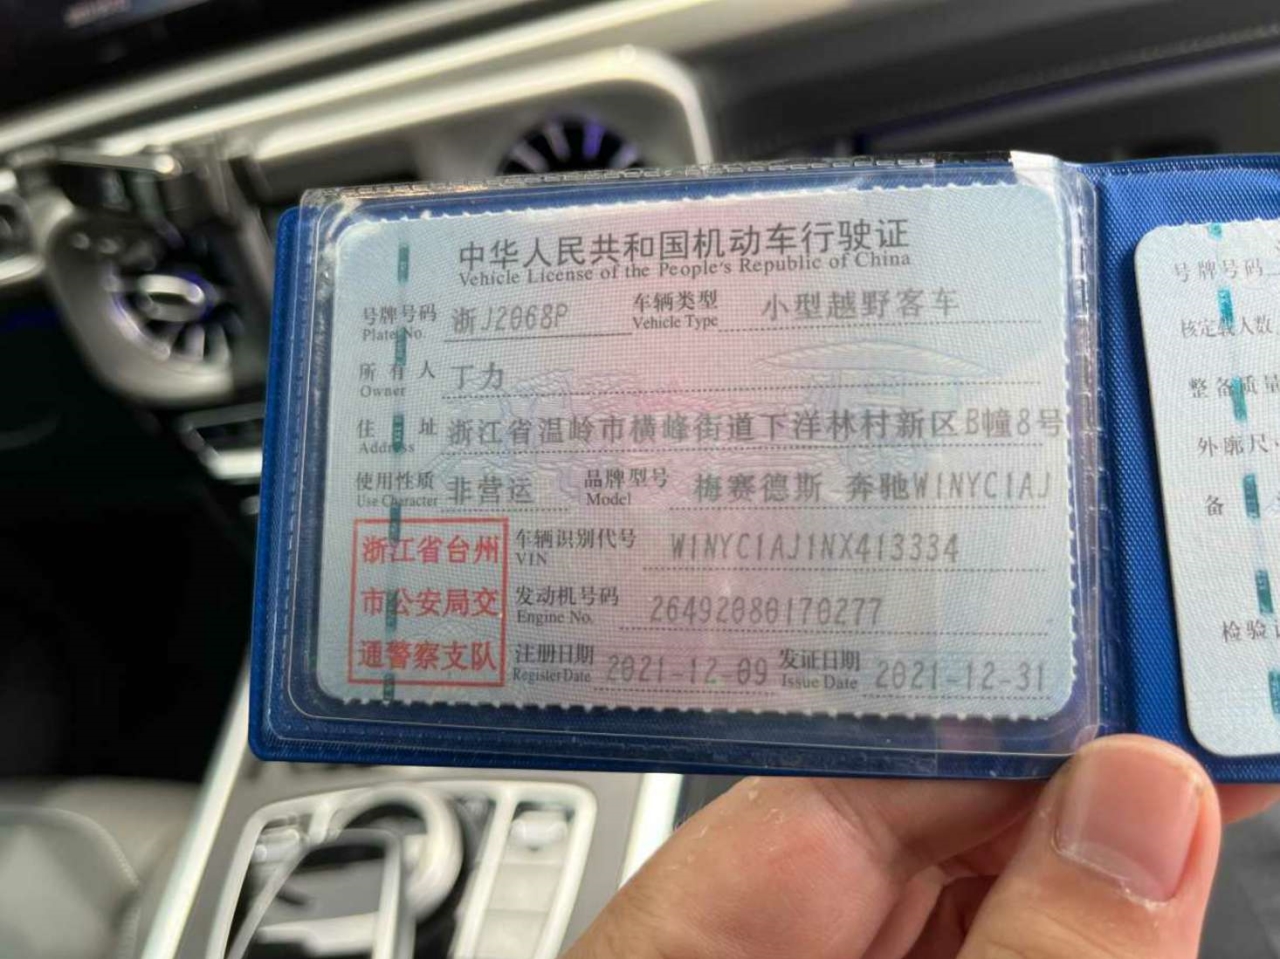 中华人民共和国机动车行驶证
Vehicle License of the People's Republic of China
号牌号码 浙J2068P 车辆类型 小型越野客车
Plate No. Vehicle Type
所有人 丁力
Owner
住址 浙江省温岭市横峰街道下洋林村新区B幢8号
Address
使用性质 非营运 品牌型号 梅赛德斯 奔驰W1NYC1AJ
Use Character Model
浙江省台州
市公安局交
通警察支队
车辆识别代号 W1NYC1AJ1NX413334
VIN
发动机号码 26492080170277
Engine No.
注册日期 2021-12-09 发证日期 2021-12-31
Register Date Issue Date
号牌号码
核定载人数
整备质量
外廓尺
备
检验